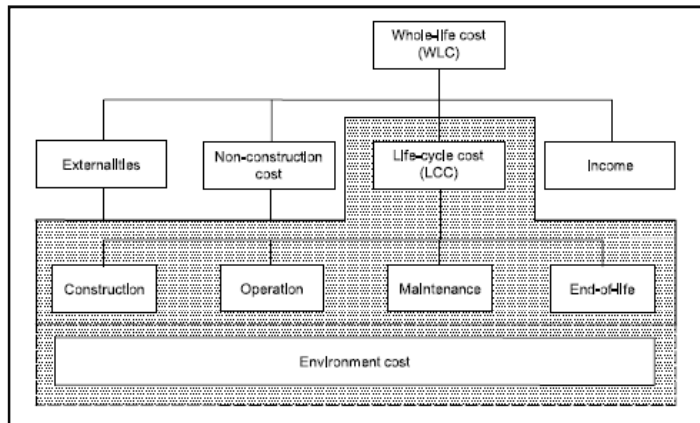 Whole-life cost
(WLC)
Externalities
Non-construction
cost
Life-cycle cost
(LCC)
Income
Construction
Operation
Maintenance
End-of-life
Environment cost